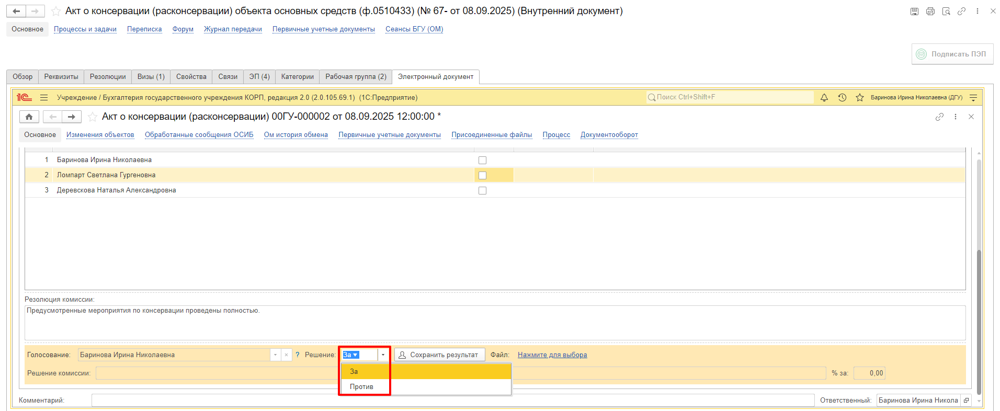 Акт о консервации (расконсервации) объекта основных средств (ф.0510433) (№ 67- от 08.09.2025) (Внутренний документ)
Основное Процессы и задачи Переписка Форум Журнал передачи Первичные учетные документы Сеансы БГУ (ОМ)
Подписать ПЭП
Обзор Реквизиты Резолюции Визы (1) Свойства Связи ЭП (4) Категории Рабочая группа (2) Электронный документ
1С Учреждение / Бухгалтерия государственного учреждения КОРП, редакция 2.0 (2.0.105.69.1) (1С:Предприятие) Поиск Ctrl+Shift+F Баринова Ирина Николаевна (ДГУ)
Акт о консервации (расконсервации) 00ГУ-000002 от 08.09.2025 12:00:00 *
Основное Изменения объектов Обработанные сообщения ОСИБ Ом история обмена Первичные учетные документы Присоединенные файлы Процесс Документооборот
1 Баринова Ирина Николаевна
2 Ломпарт Светлана Гургеновна
3 Деревскова Наталья Александровна
Резолюция комиссии:
Предусмотренные мероприятия по консервации проведены полностью.
Голосование: Баринова Ирина Николаевна ? Решение: За ▾ Сохранить результат Файл: Нажмите для выбора
За
Решение комиссии: % за: 0,00
Против
Комментарий: Ответственный: Баринова Ирина Никола